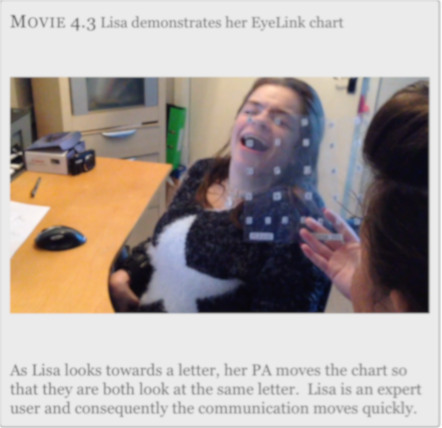 MOVIE 4.3 Lisa demonstrates her EyeLink chart
As Lisa looks towards a letter, her PA moves the chart so
that they are both look at the same letter. Lisa is an expert
user and consequently the communication moves quickly.